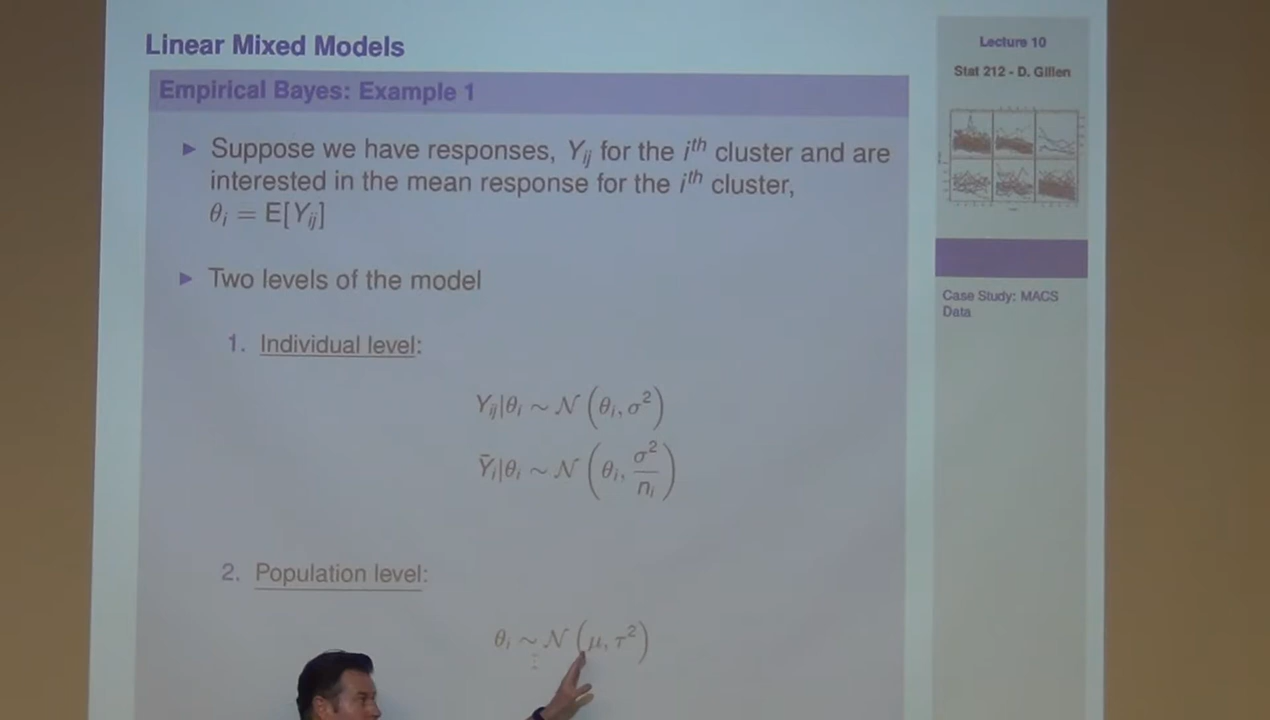 Linear Mixed Models
Empirical Bayes: Example 1
▶ Suppose we have responses, Y_ij for the i^th cluster and are
interested in the mean response for the i^th cluster,
θ_i = E[Y_ij]
▶ Two levels of the model
1. Individual level:
Y_ij|θ_i ~ N(θ_i, σ²)
Ȳ_i|θ_i ~ N(θ_i, σ²/n_i)
2. Population level:
θ_i ~ N(μ, τ²)
Lecture 10
Stat 212 - D. Gillen
Case Study: MACS
Data